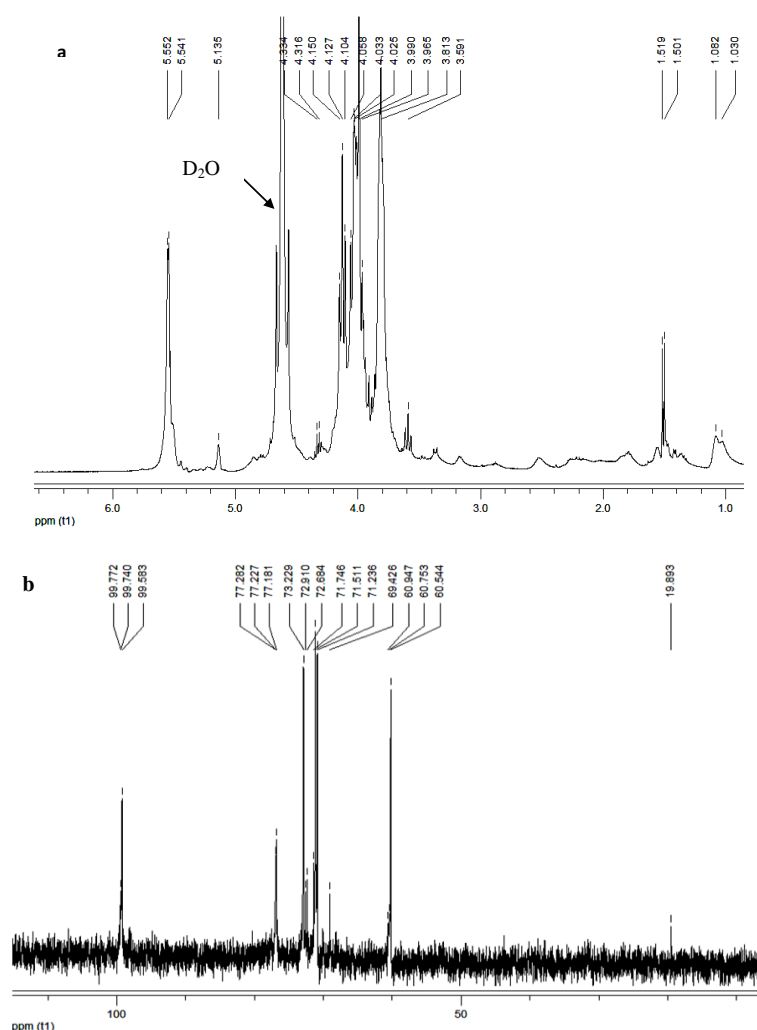 a
5.552 5.541 5.135 4.334 4.316 4.150 4.127 4.104 4.058 4.033 4.025 3.990 3.965 3.813 3.591 1.519 1.501 1.082 1.030
D2O
6.0 5.0 4.0 3.0 2.0 1.0
ppm (t1)
b
99.772 99.740 99.583 77.282 77.227 77.181 73.229 72.910 72.684 71.746 71.511 71.236 69.426 60.947 60.753 60.544 19.893
100 50
ppm (t1)